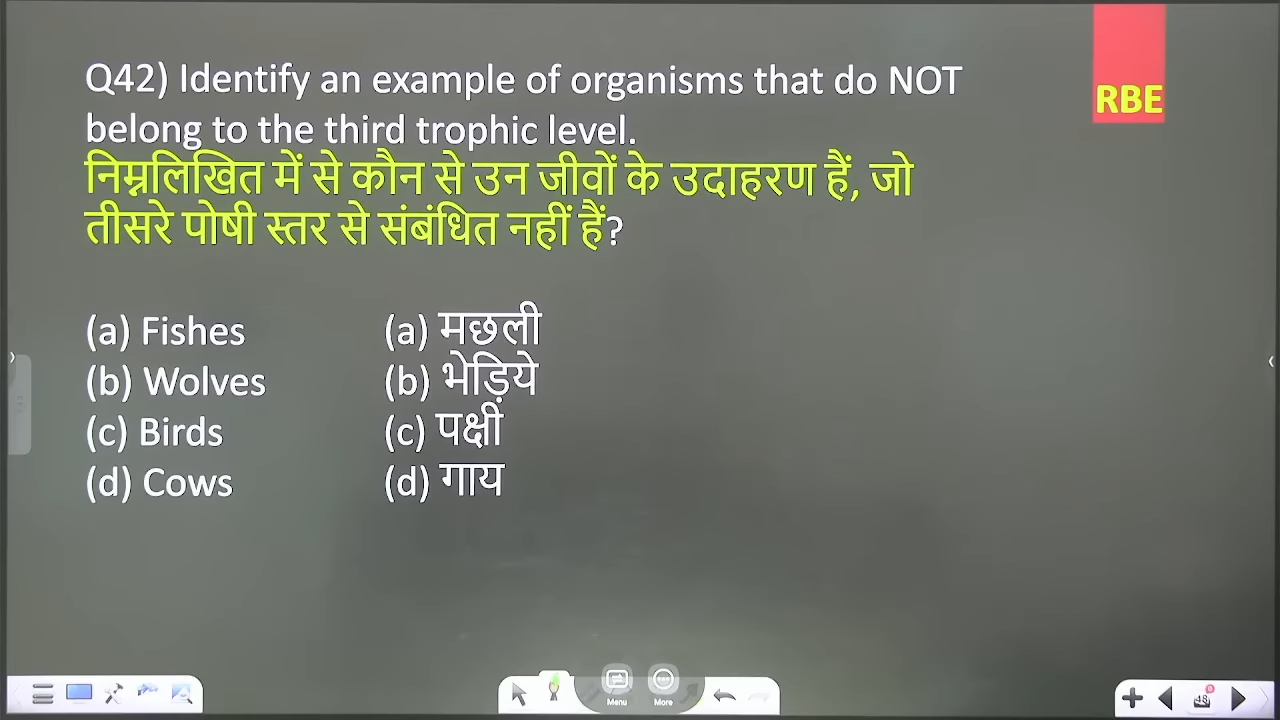 Q42) Identify an example of organisms that do NOT
belong to the third trophic level.
निम्नलिखित में से कौन से उन जीवों के उदाहरण हैं, जो
तीसरे पोषी स्तर से संबंधित नहीं हैं?
(a) Fishes (a) मछली
(b) Wolves (b) भेड़िये
(c) Birds (c) पक्षी
(d) Cows (d) गाय
RBE
Menu
More